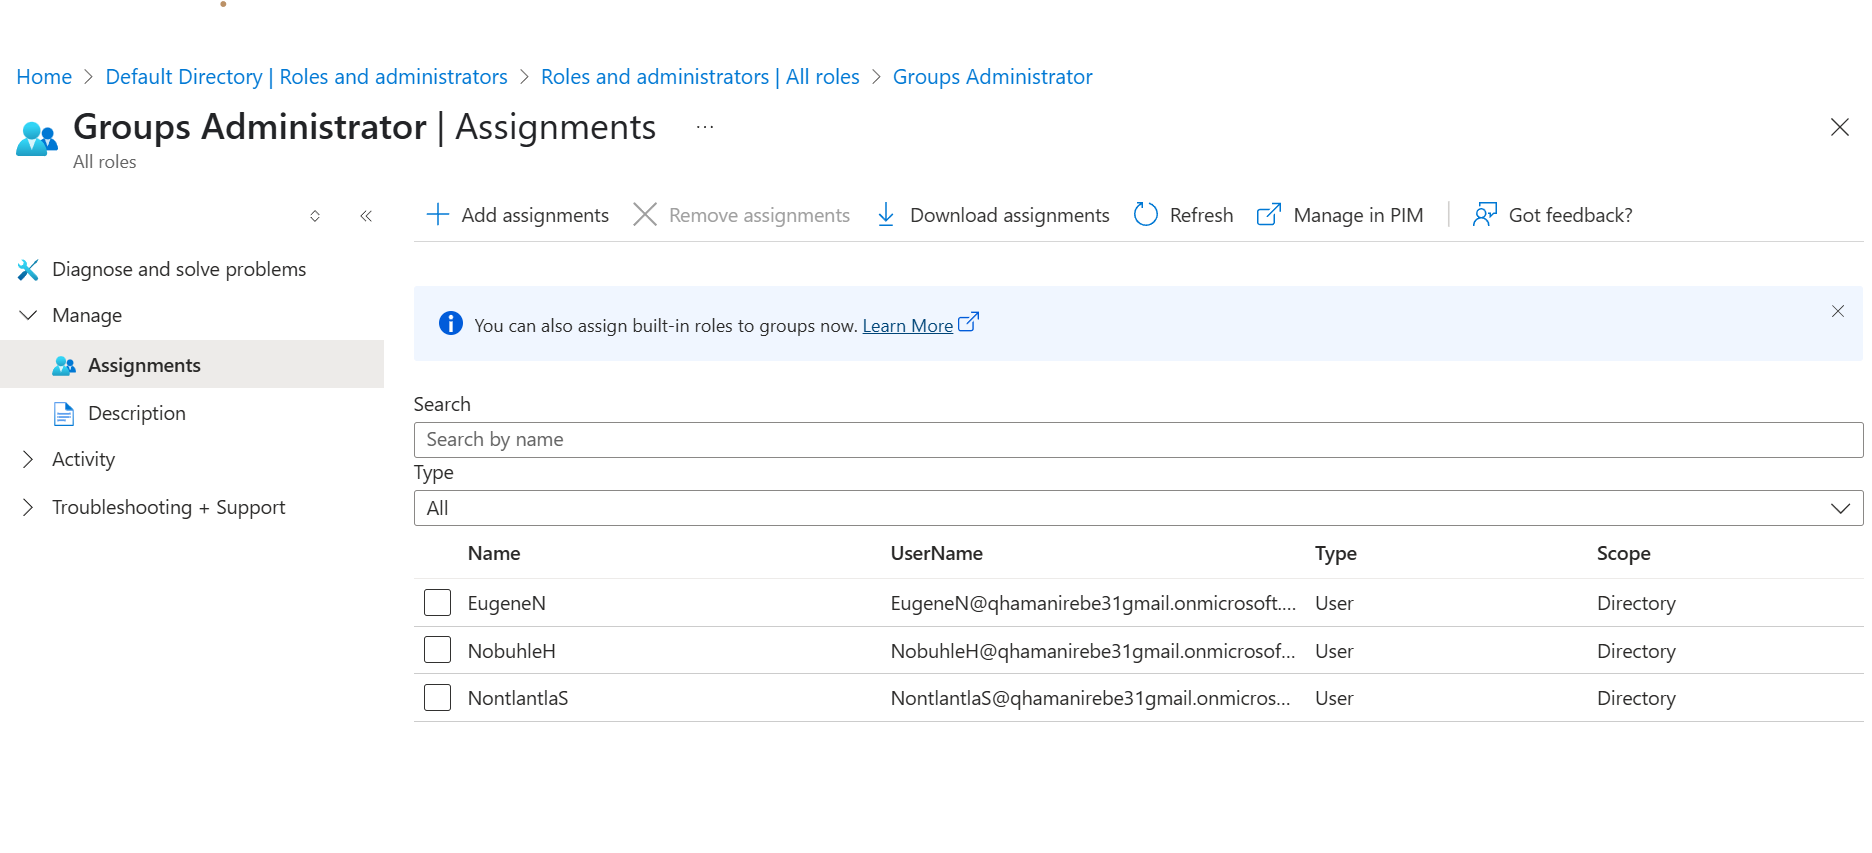 Home > Default Directory | Roles and administrators > Roles and administrators | All roles > Groups Administrator
Groups Administrator | Assignments ...
All roles
Add assignments Remove assignments Download assignments Refresh Manage in PIM Got feedback?
Diagnose and solve problems
Manage
Assignments
Description
Activity
Troubleshooting + Support
You can also assign built-in roles to groups now. Learn More
Search
Search by name
Type
All
Name UserName Type Scope
EugeneN EugeneN@qhamanirebe31gmail.onmicrosoft.... User Directory
NobuhleH NobuhleH@qhamanirebe31gmail.onmicrosof... User Directory
NontlantlaS NontlantlaS@qhamanirebe31gmail.onmicros... User Directory